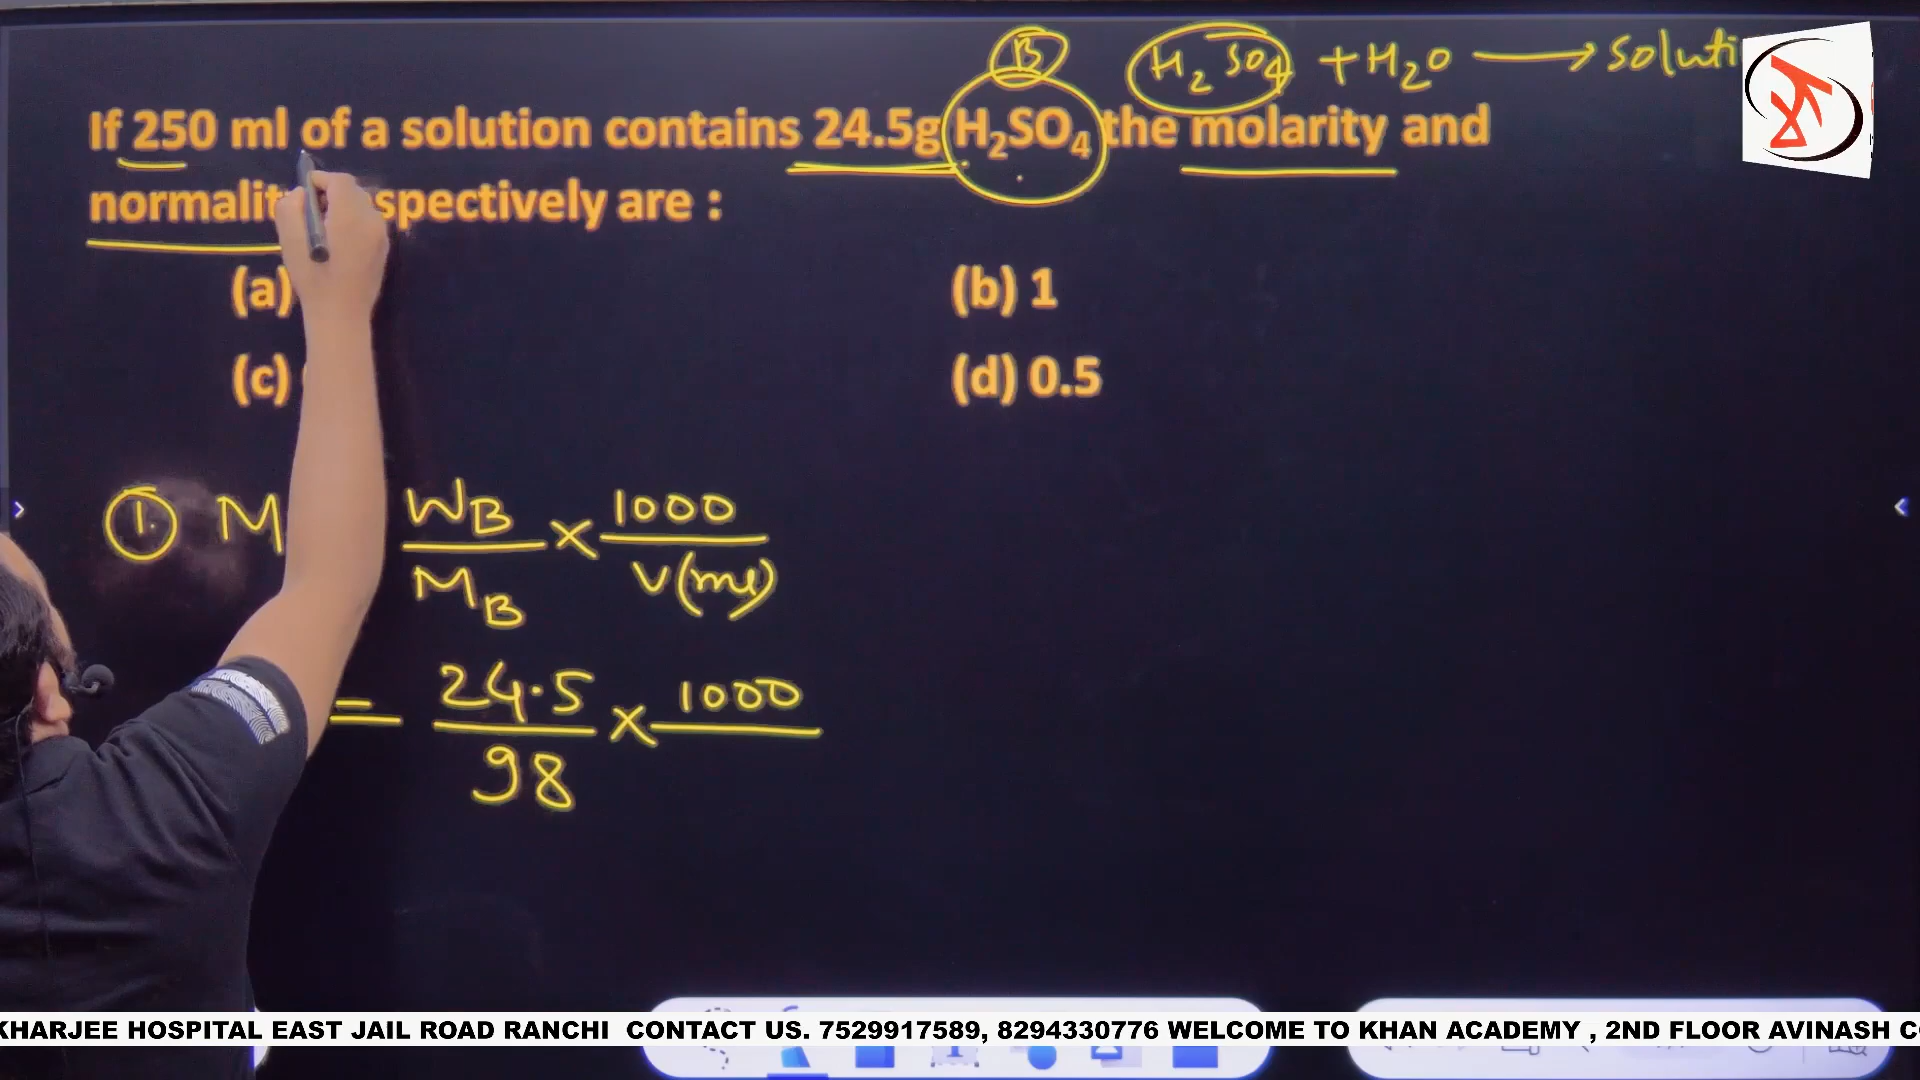 B H₂SO₄ + H₂O → soluti
If 250 ml of a solution contains 24.5g H₂SO₄ the molarity and
normalit spectively are :
(a) (b) 1
(c) (d) 0.5
1. M W_B / M_B × 1000 / V(ml)
= 24.5 / 98 × 1000
KHARJEE HOSPITAL EAST JAIL ROAD RANCHI CONTACT US. 7529917589, 8294330776 WELCOME TO KHAN ACADEMY , 2ND FLOOR AVINASH C